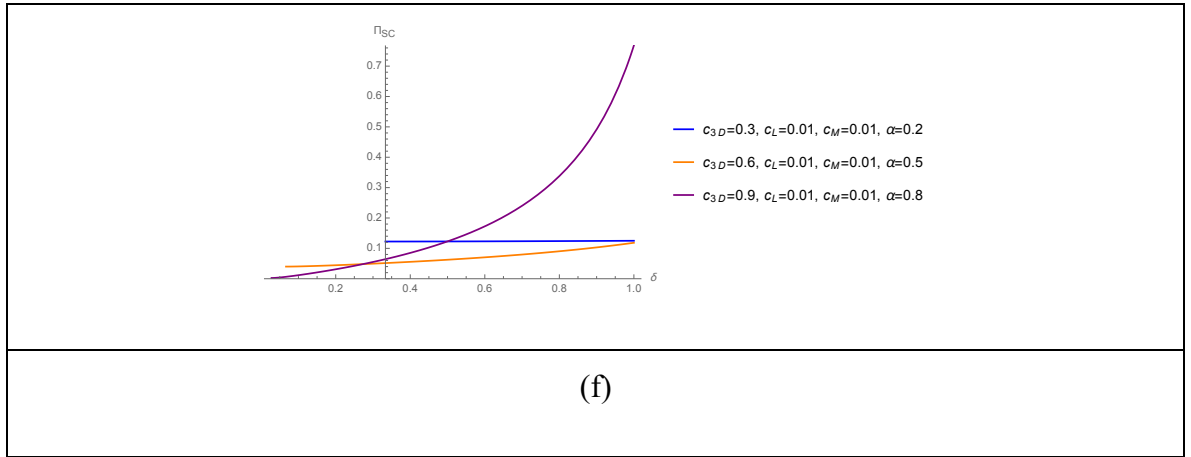 Π_SC
0.7
0.6
0.5
0.4
0.3
0.2
0.1
0.2 0.4 0.6 0.8 1.0 δ
c_3D=0.3, c_L=0.01, c_M=0.01, α=0.2
c_3D=0.6, c_L=0.01, c_M=0.01, α=0.5
c_3D=0.9, c_L=0.01, c_M=0.01, α=0.8
(f)